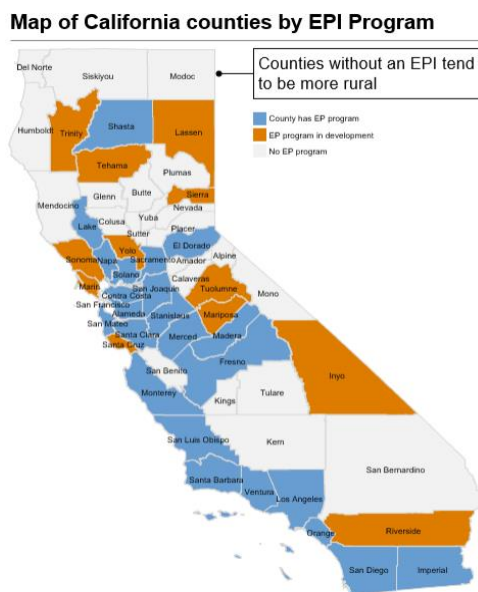 Map of California counties by EPI Program
Counties without an EPI tend
to be more rural
County has EP program
EP program in development
No EP program
Del Norte
Siskiyou
Modoc
Humboldt
Trinity
Shasta
Lassen
Tehama
Plumas
Mendocino
Glenn
Butte
Sierra
Nevada
Lake
Colusa
Yuba
Sutter
Placer
El Dorado
Sonoma
Napa
Yolo
Sacramento
Amador
Alpine
Solano
Marin
Calaveras
Tuolumne
Mono
Contra Costa
San Joaquin
San Francisco
Alameda
Stanislaus
Mariposa
San Mateo
Santa Clara
Merced
Madera
Santa Cruz
Fresno
Inyo
San Benito
Monterey
Kings
Tulare
San Luis Obispo
Kern
San Bernardino
Santa Barbara
Ventura
Los Angeles
Orange
Riverside
San Diego
Imperial